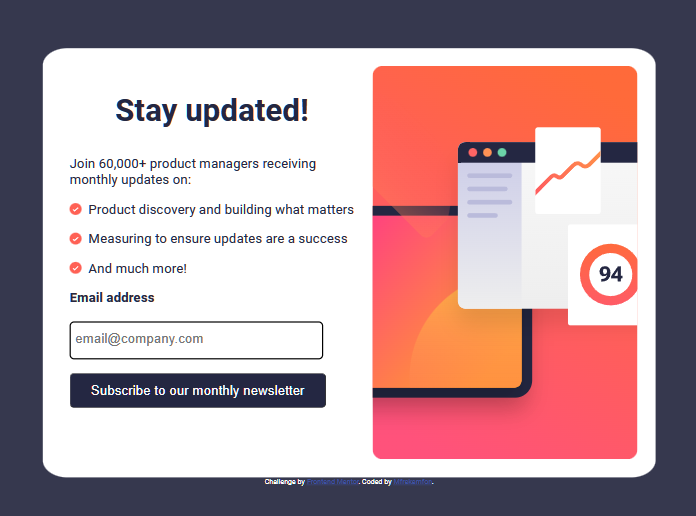 Stay updated!
Join 60,000+ product managers receiving
monthly updates on:
Product discovery and building what matters
Measuring to ensure updates are a success
And much more!
Email address
email@company.com
Subscribe to our monthly newsletter
94
Challenge by Frontend Mentor. Coded by